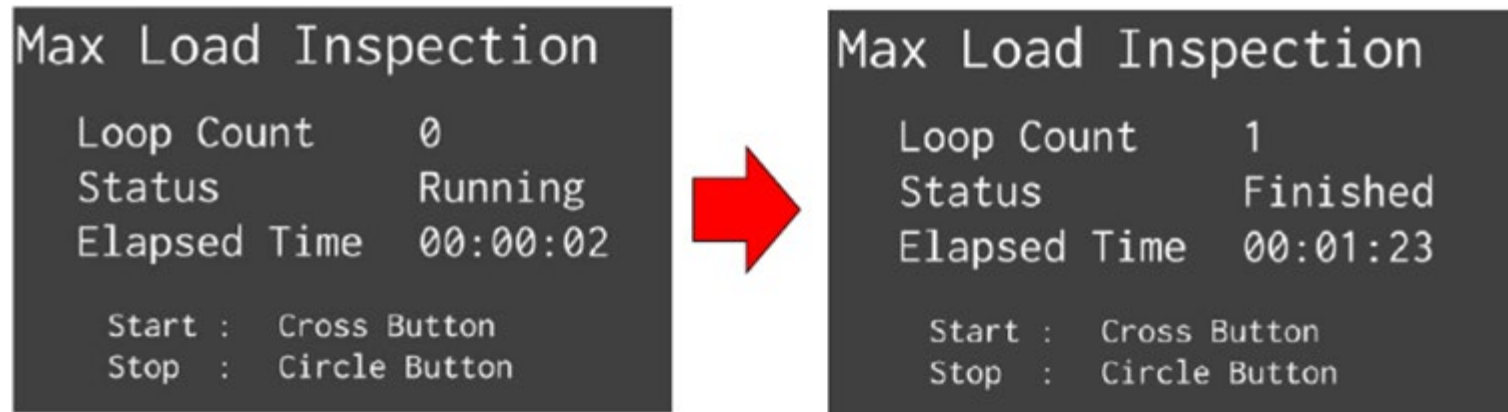 Max Load Inspection
Loop Count 0
Status Running
Elapsed Time 00:00:02
Start : Cross Button
Stop : Circle Button
Max Load Inspection
Loop Count 1
Status Finished
Elapsed Time 00:01:23
Start : Cross Button
Stop : Circle Button